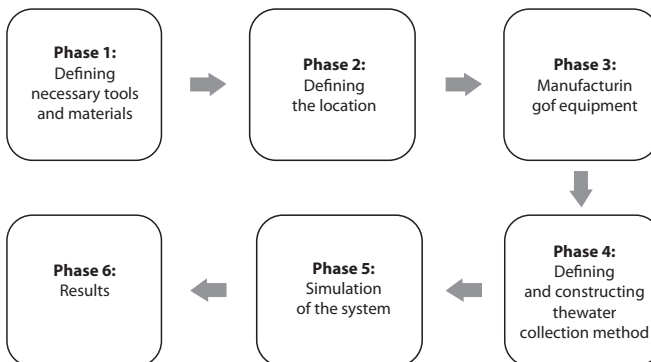 Phase 1:
Defining
necessary tools
and materials
Phase 2:
Defining
the location
Phase 3:
Manufacturin
gof equipment
Phase 4:
Defining
and constructing
thewater
collection method
Phase 5:
Simulation
of the system
Phase 6:
Results